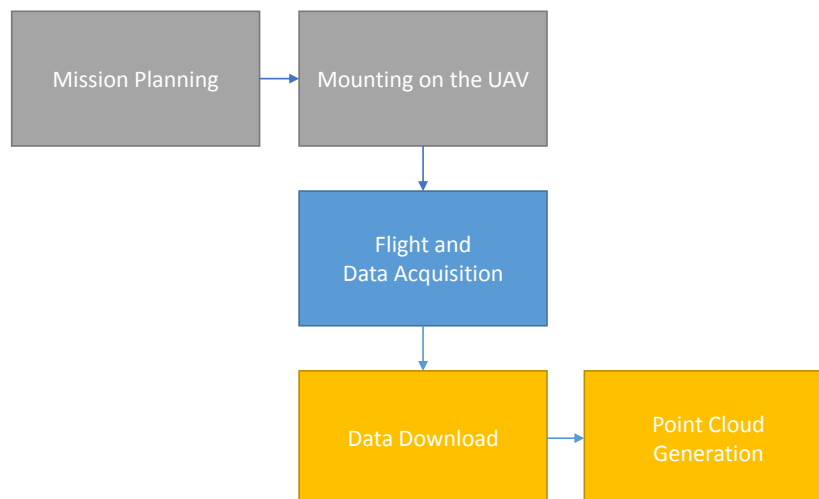 Mission Planning
Mounting on the UAV
Flight and
Data Acquisition
Data Download
Point Cloud
Generation